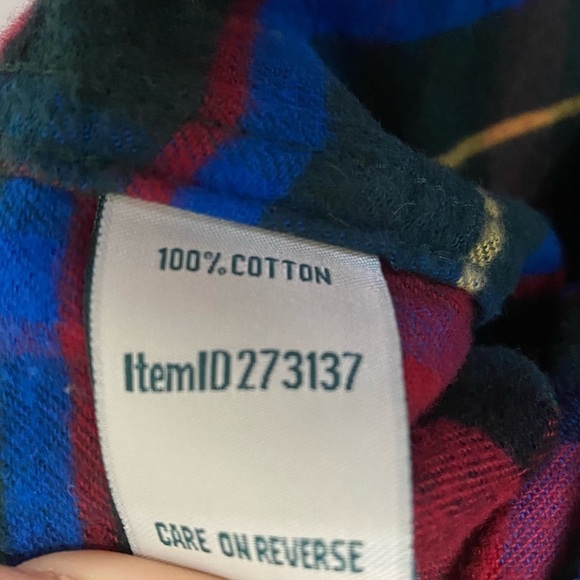 100% COTTON
ItemID 273137
CARE ON REVERSE